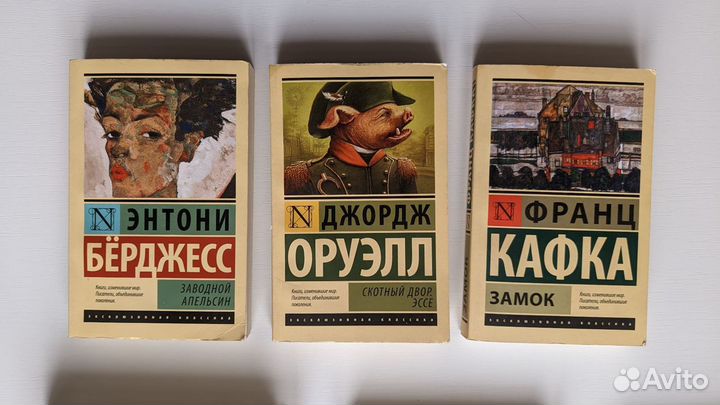 N ЭНТОНИ
БЁРДЖЕСС
ЗАВОДНОЙ
АПЕЛЬСИН
Книги, изменившие мир.
Писатели, объединившие
поколения.
ЭКСКЛЮЗИВНАЯ КЛАССИКА
N ДЖОРДЖ
ОРУЭЛЛ
СКОТНЫЙ ДВОР.
ЭССЕ
Книги, изменившие мир.
Писатели, объединившие
поколения.
ЭКСКЛЮЗИВНАЯ КЛАССИКА
N ФРАНЦ
КАФКА
ЗАМОК
Книги, изменившие мир.
Писатели, объединившие
поколения.
ЭКСКЛЮЗИВНАЯ КЛАССИКА
ЗАМОК
Avito